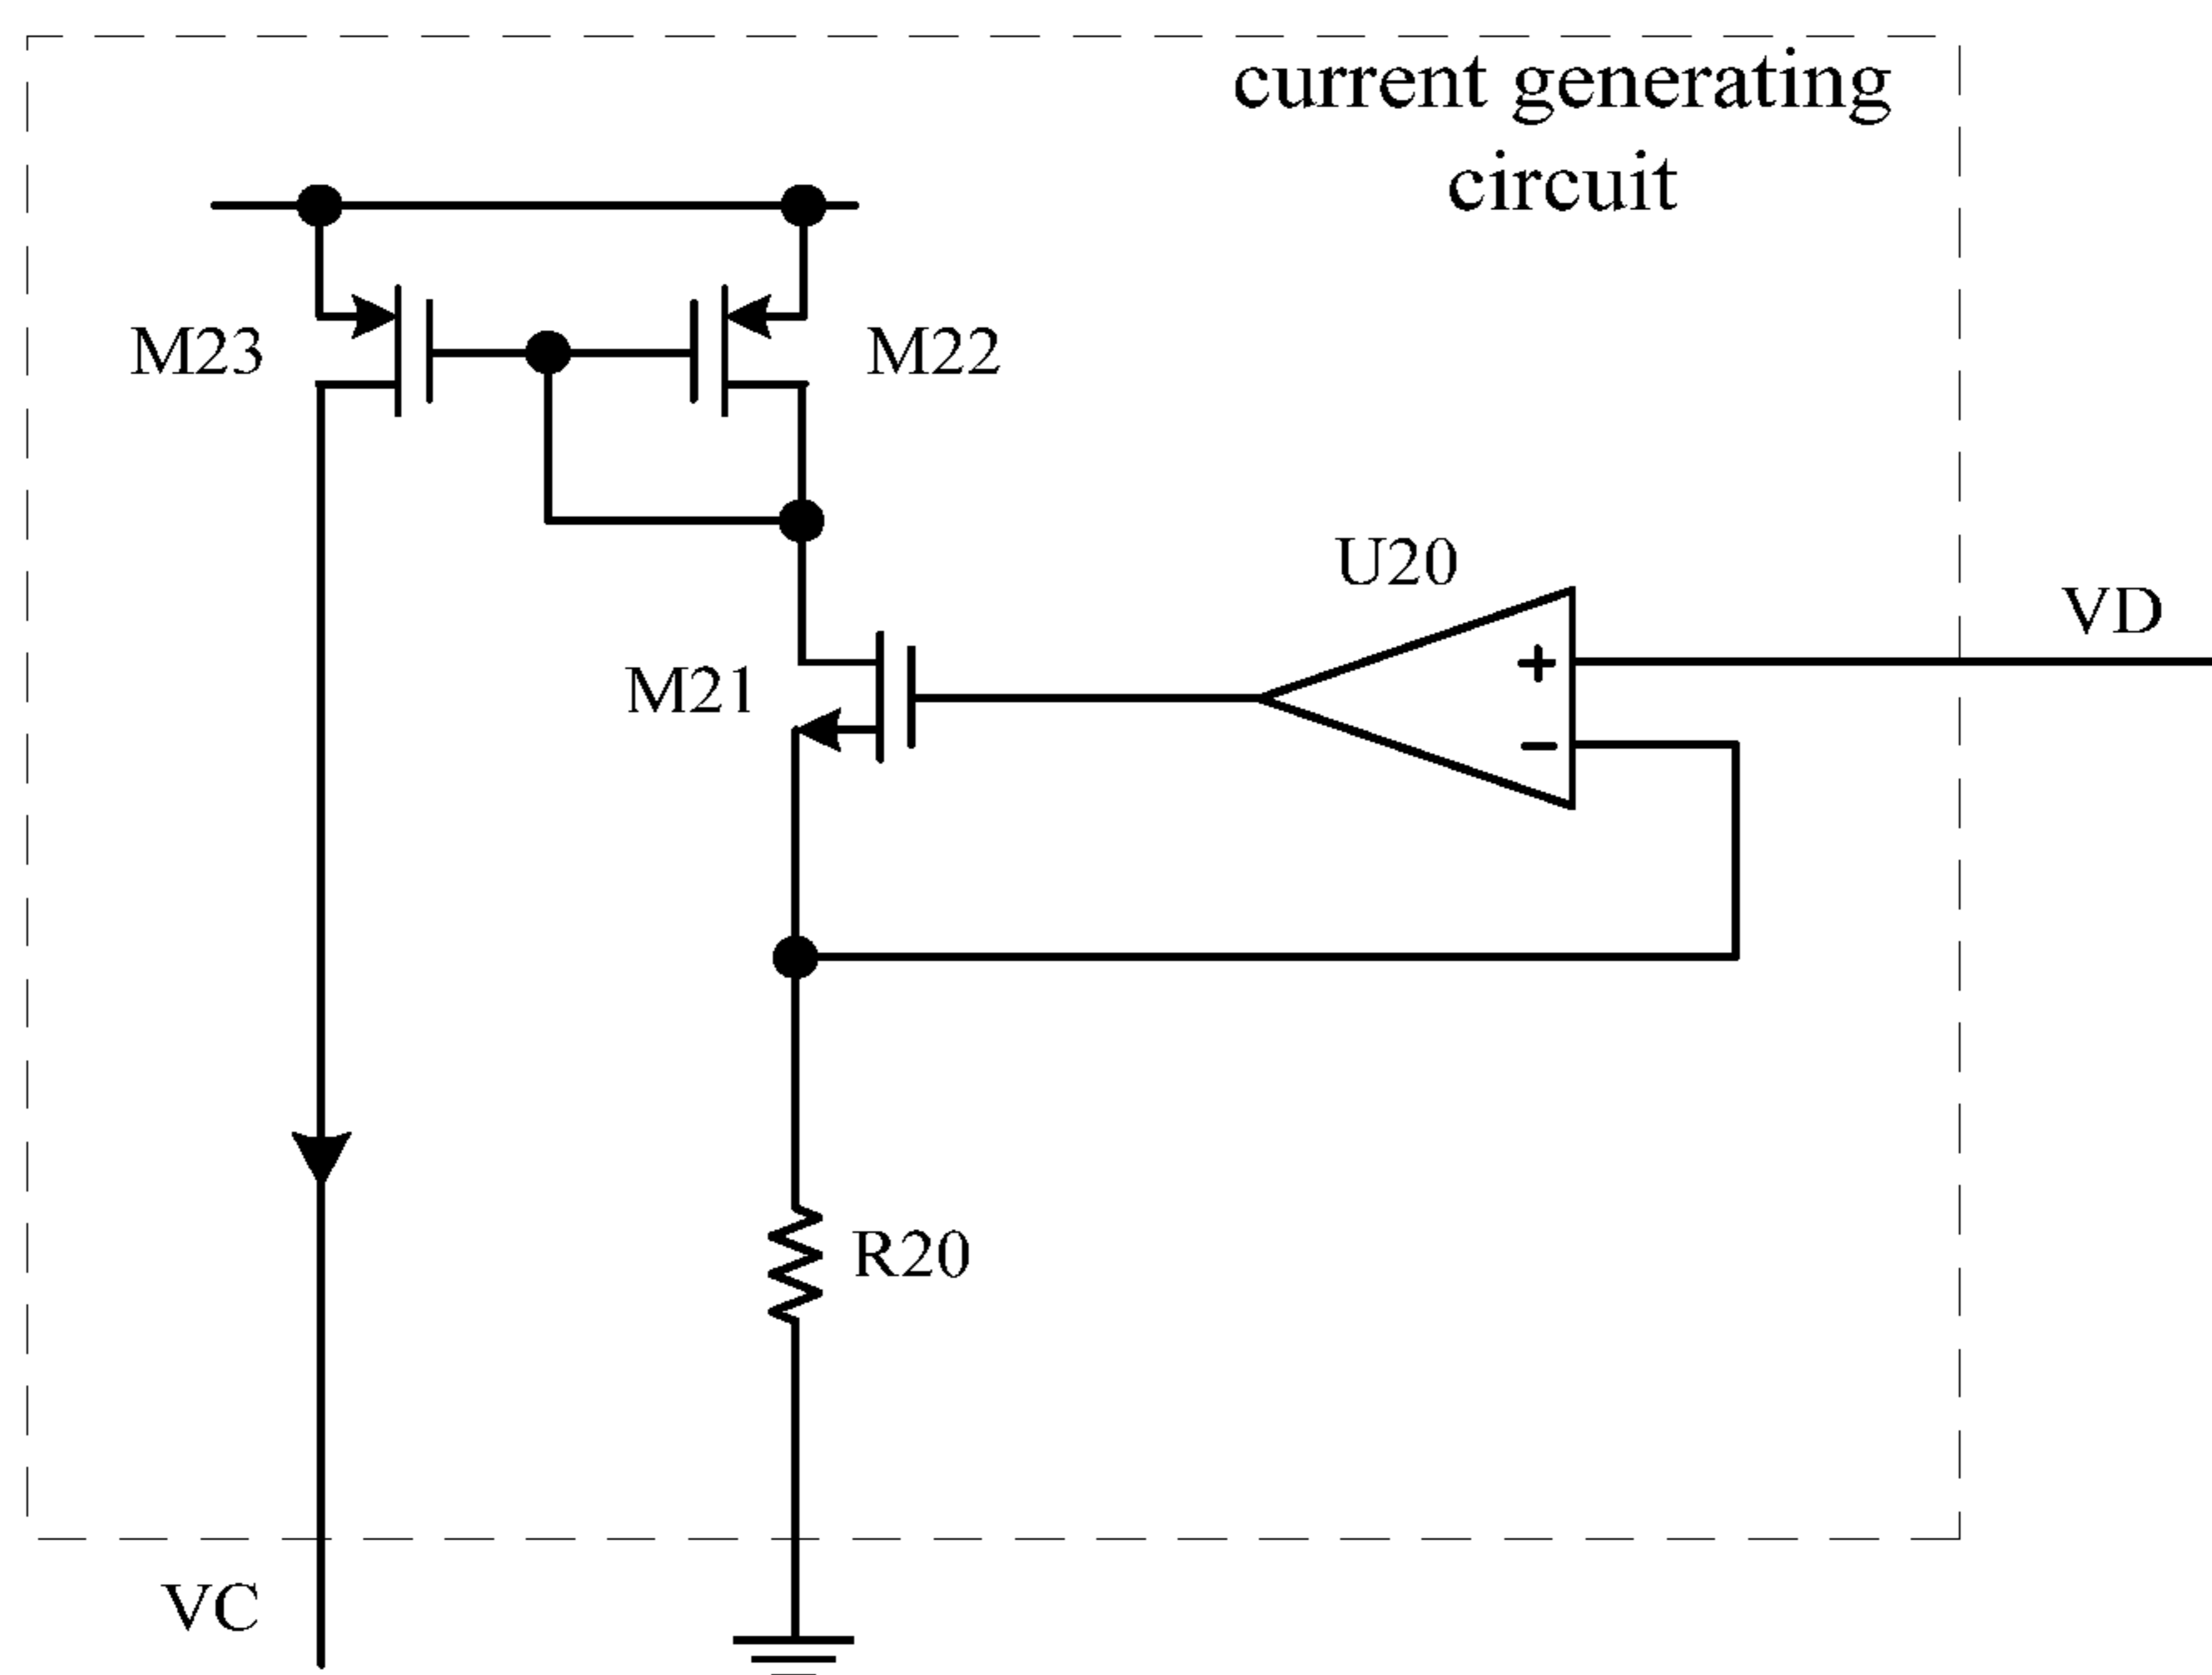 current generating
circuit
M23
M22
U20
VD
M21
+
−
R20
VC